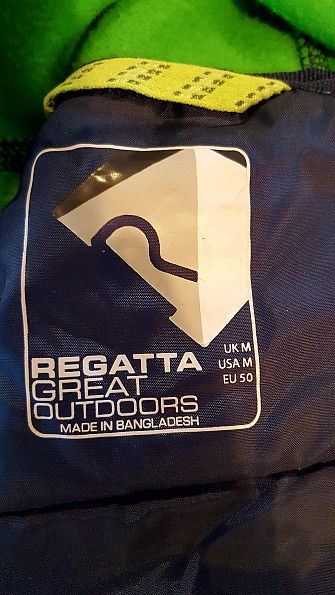 REGATTA
GREAT
OUTDOORS
MADE IN BANGLADESH
UK M
USA M
EU 50